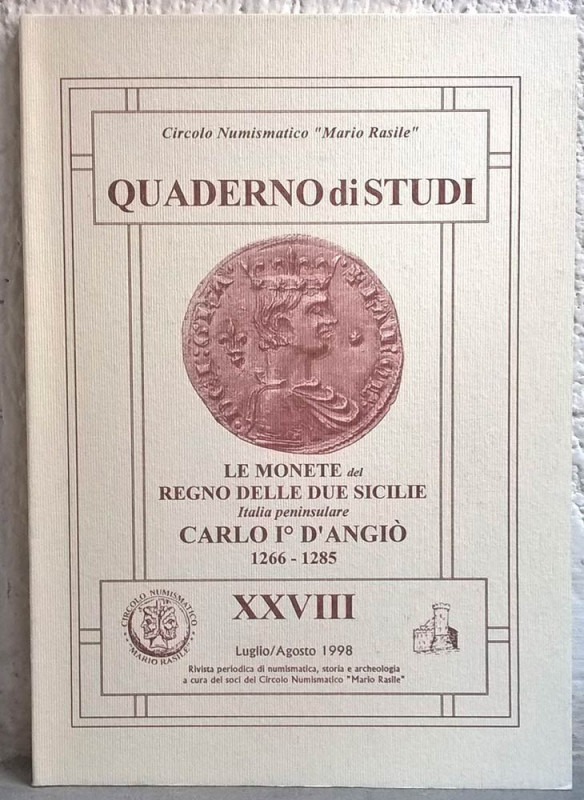 Circolo Numismatico "Mario Rasile"
QUADERNO di STUDI
LE MONETE del
REGNO DELLE DUE SICILIE
Italia peninsulare
CARLO I° D'ANGIÒ
1266 - 1285
XXVIII
CIRCOLO NUMISMATICO
"MARIO RASILE"
Luglio/Agosto 1998
Rivista periodica di numismatica, storia e archeologia
a cura dei soci del Circolo Numismatico "Mario Rasile"